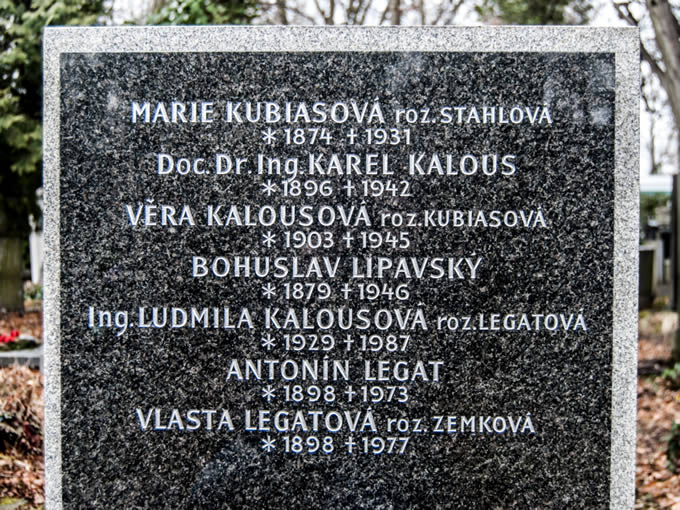 MARIE KUBIASOVÁ roz. STAHLOVÁ
* 1874 † 1931
Doc. Dr. Ing. KAREL KALOUS
* 1896 † 1942
VĚRA KALOUSOVÁ roz. KUBIASOVÁ
* 1903 † 1945
BOHUSLAV LIPAVSKÝ
* 1879 † 1946
Ing. LUDMILA KALOUSOVÁ roz. LEGATOVÁ
* 1929 † 1987
ANTONÍN LEGAT
* 1898 † 1973
VLASTA LEGATOVÁ roz. ZEMKOVÁ
* 1898 † 1977